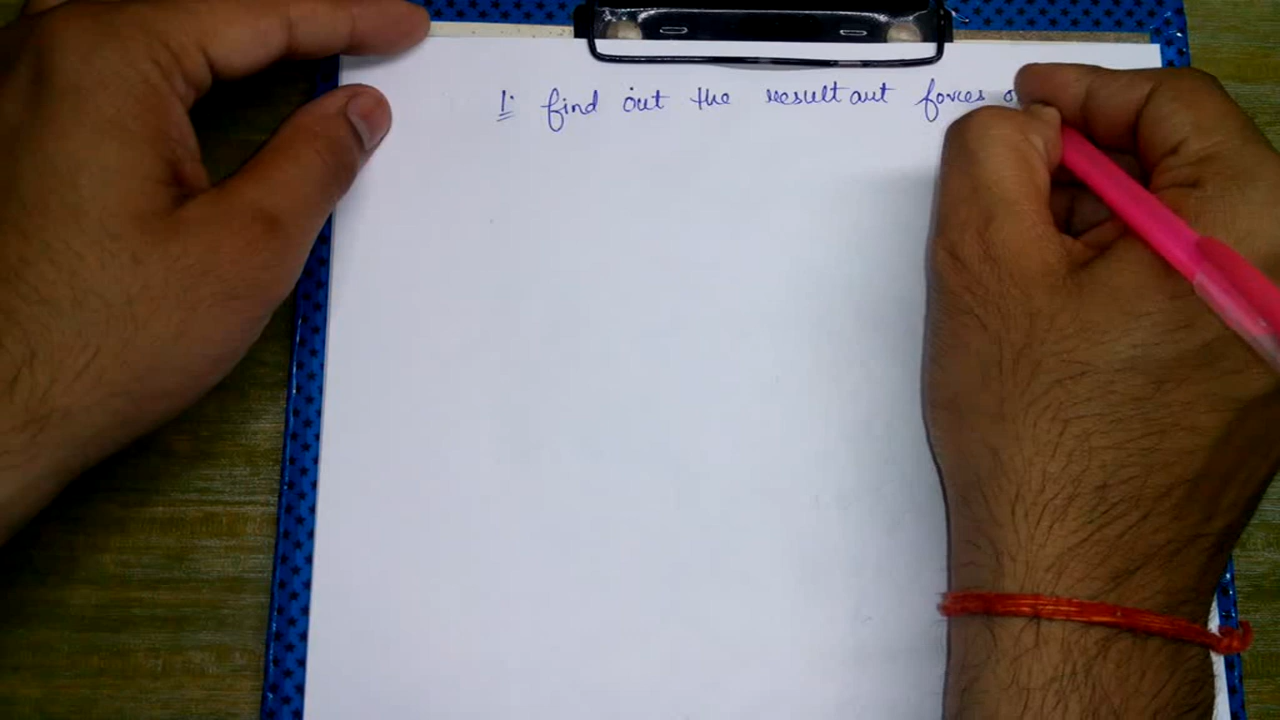 1. find out the resultant forces o